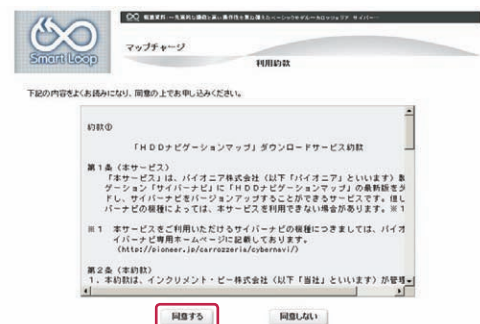 Smart Loop
マップチャージ
利用約款
下記の内容をよくお読みになり、同意の上でお申し込みください。
約款①
「HDDナビゲーションマップ」ダウンロードサービス約款
第1条（本サービス）
「本サービス」は、パイオニア株式会社（以下「パイオニア」といいます）製
ゲーション「サイバーナビ」に「HDDナビゲーションマップ」の最新版をダ
ドし、サイバーナビをバージョンアップすることができるサービスです。但し
バーナビの機種によっては、本サービスを利用できない場合があります。※1
※1 本サービスをご利用いただけるサイバーナビの機種につきましては、パイオ
イバーナビ専用ホームページに記載しております。
(http://pioneer.jp/carrozzeria/cybernavi/)
第2条（本約款）
1．本約款は、インクリメント・ピー株式会社（以下「当社」といいます）が管理
同意する
同意しない